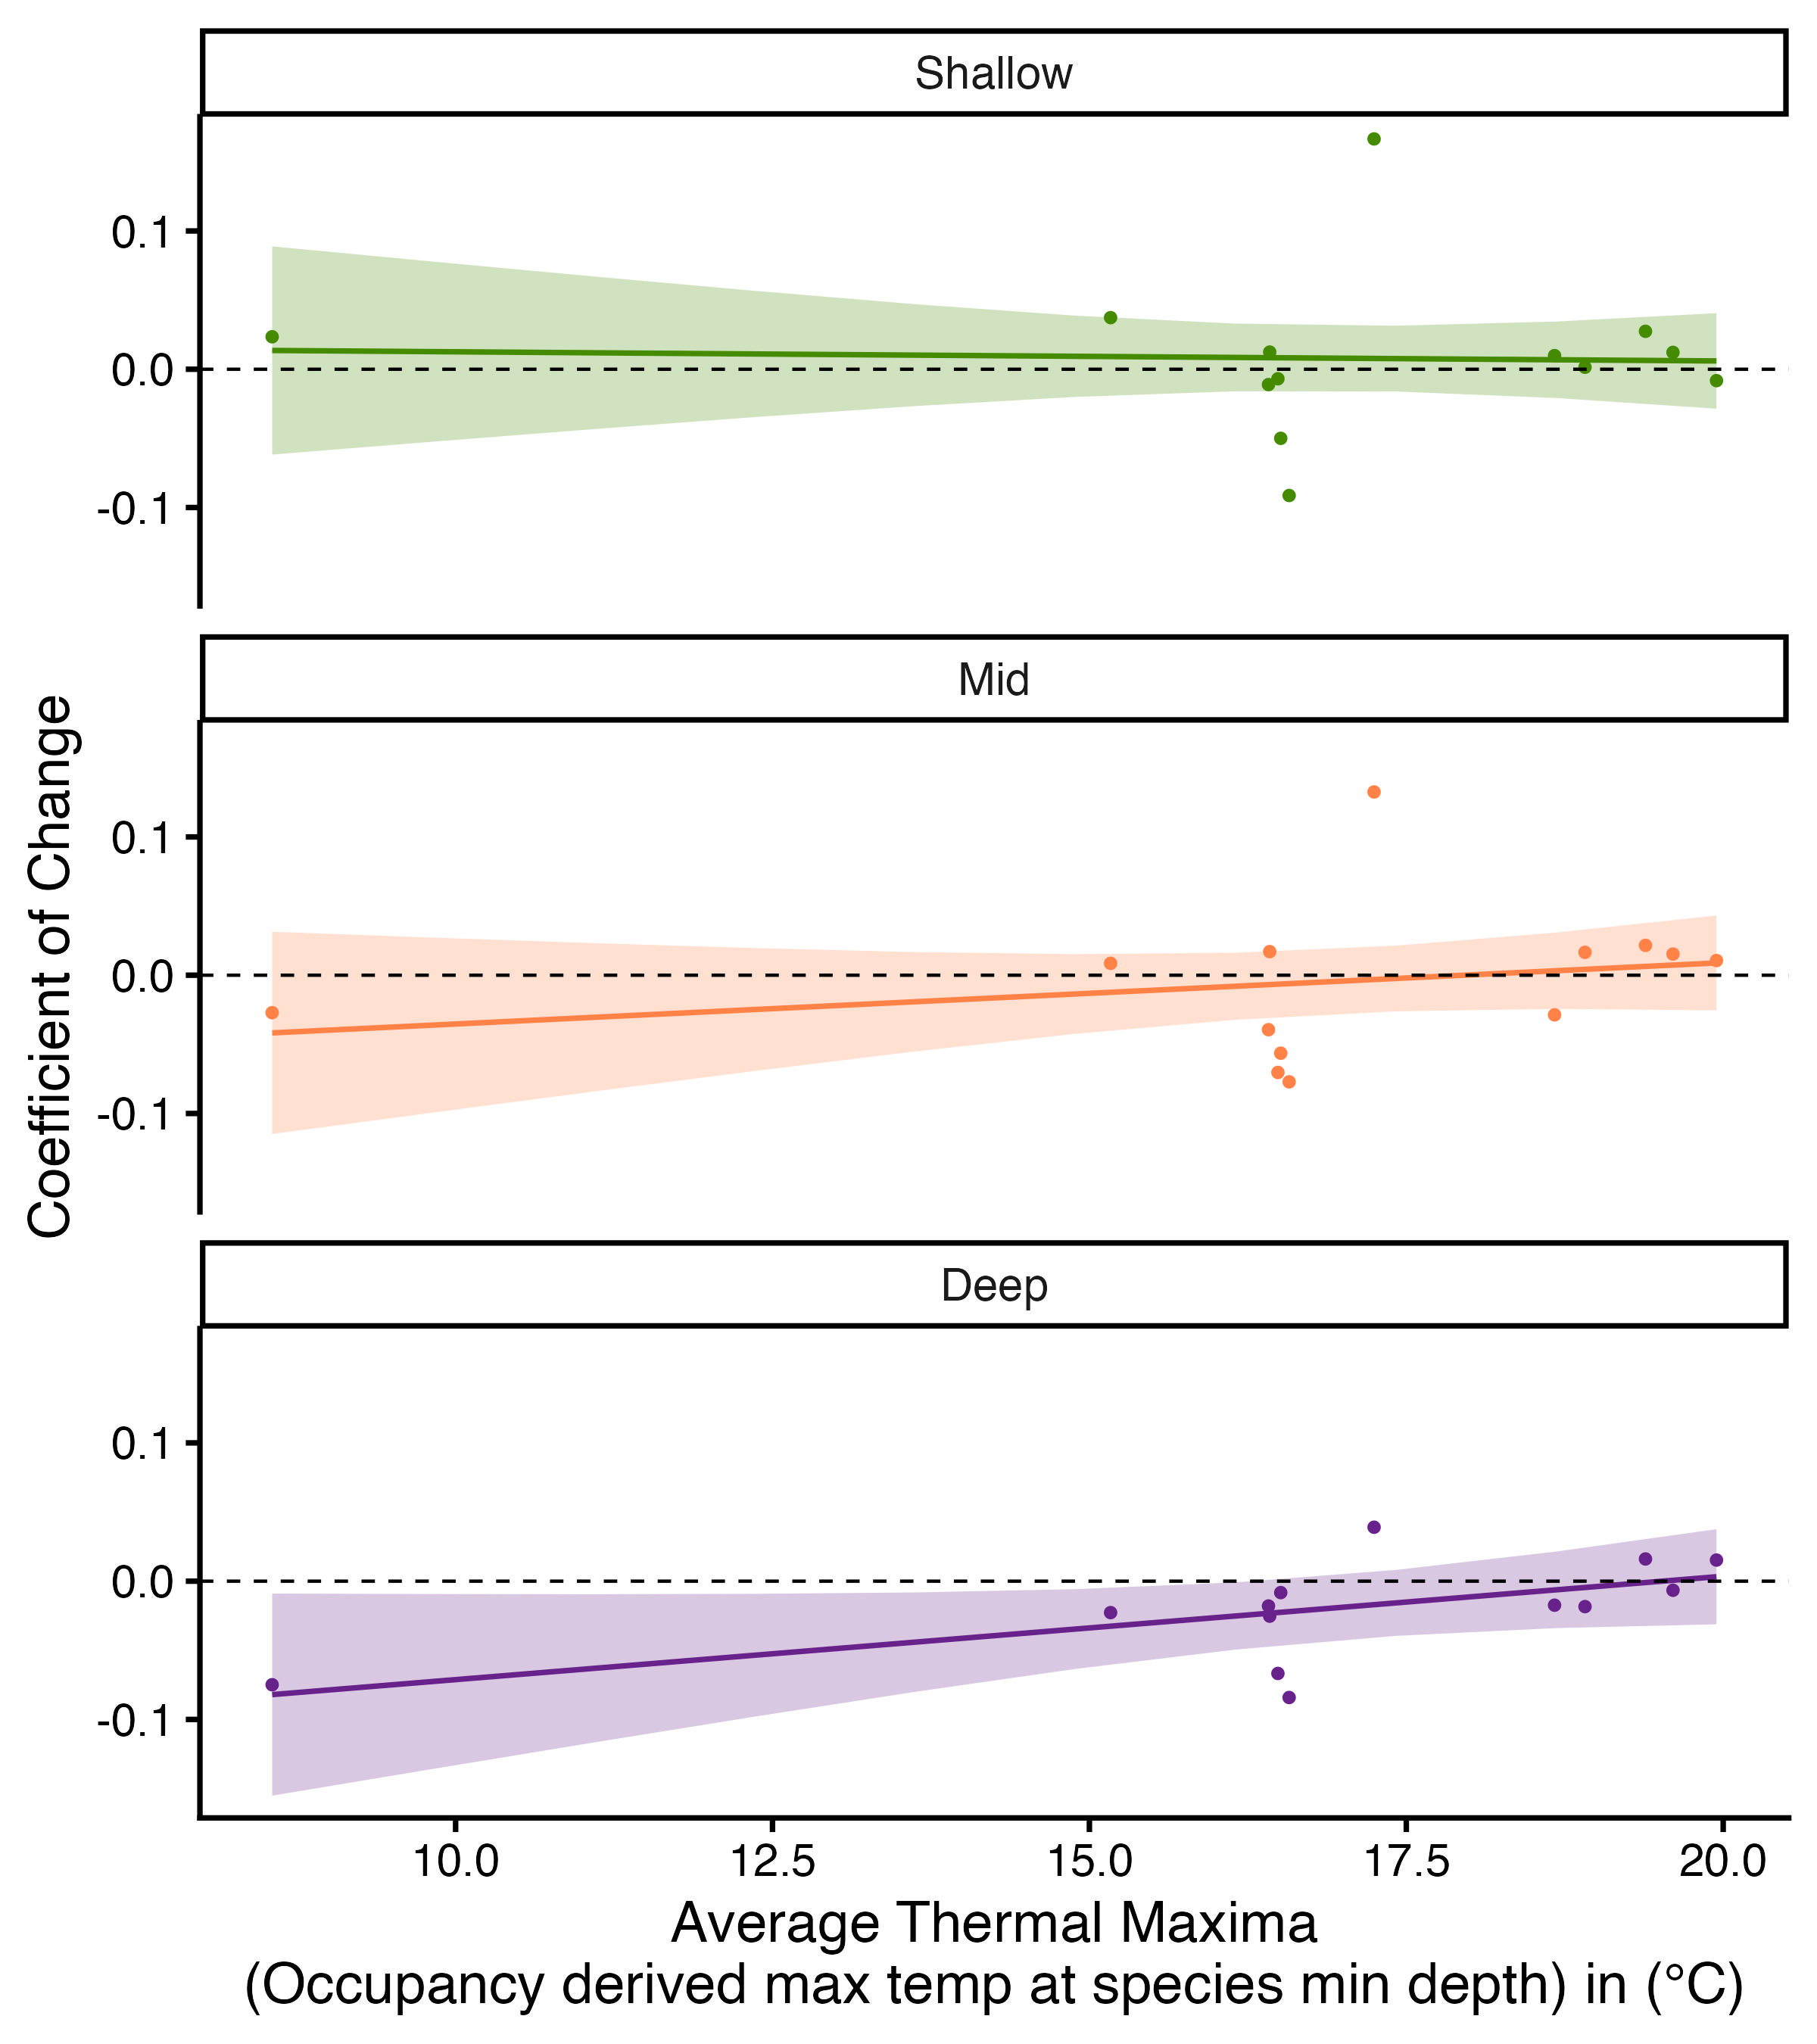 Shallow
0.1
0.0
-0.1
Mid
0.1
0.0
-0.1
Coefficient of Change
Deep
0.1
0.0
-0.1
10.0 12.5 15.0 17.5 20.0
Average Thermal Maxima
(Occupancy derived max temp at species min depth) in (°C)